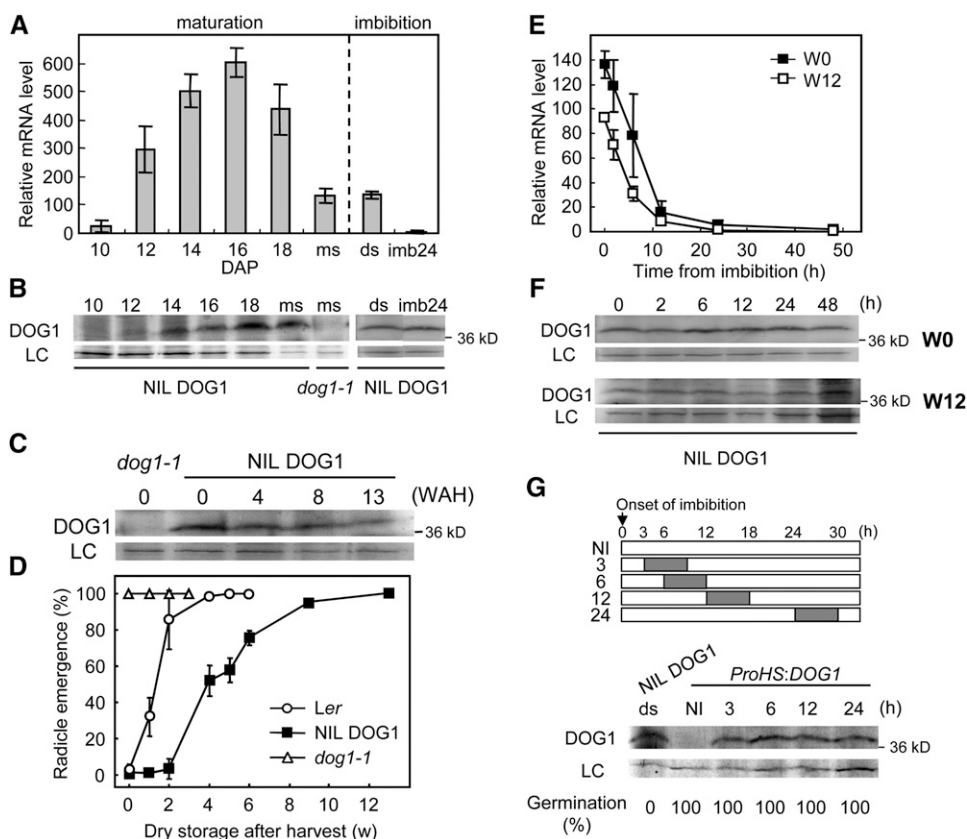 A
maturation imbibition
Relative mRNA level
600
500
400
300
200
100
0
10 12 14 16 18 ms ds imb24
DAP
B
10 12 14 16 18 ms ms ds imb24
DOG1
36 kD
LC
NIL DOG1 dog1-1 NIL DOG1
C
dog1-1 NIL DOG1
0 0 4 8 13 (WAH)
DOG1
36 kD
LC
D
Radicle emergence (%)
100
80
60
40
20
0
Ler
NIL DOG1
dog1-1
0 2 4 6 8 10 12
Dry storage after harvest (w)
E
Relative mRNA level
140
120
100
80
60
40
20
0
W0
W12
0 10 20 30 40 50
Time from imbibition (h)
F
0 2 6 12 24 48 (h)
DOG1
36 kD
W0
LC
DOG1
36 kD
W12
LC
NIL DOG1
G
Onset of imbibition
0 3 6 12 18 24 30 (h)
NI
3
6
12
24
NIL DOG1 ProHS:DOG1
ds NI 3 6 12 24 (h)
DOG1
36 kD
LC
Germination (%) 0 100 100 100 100 100